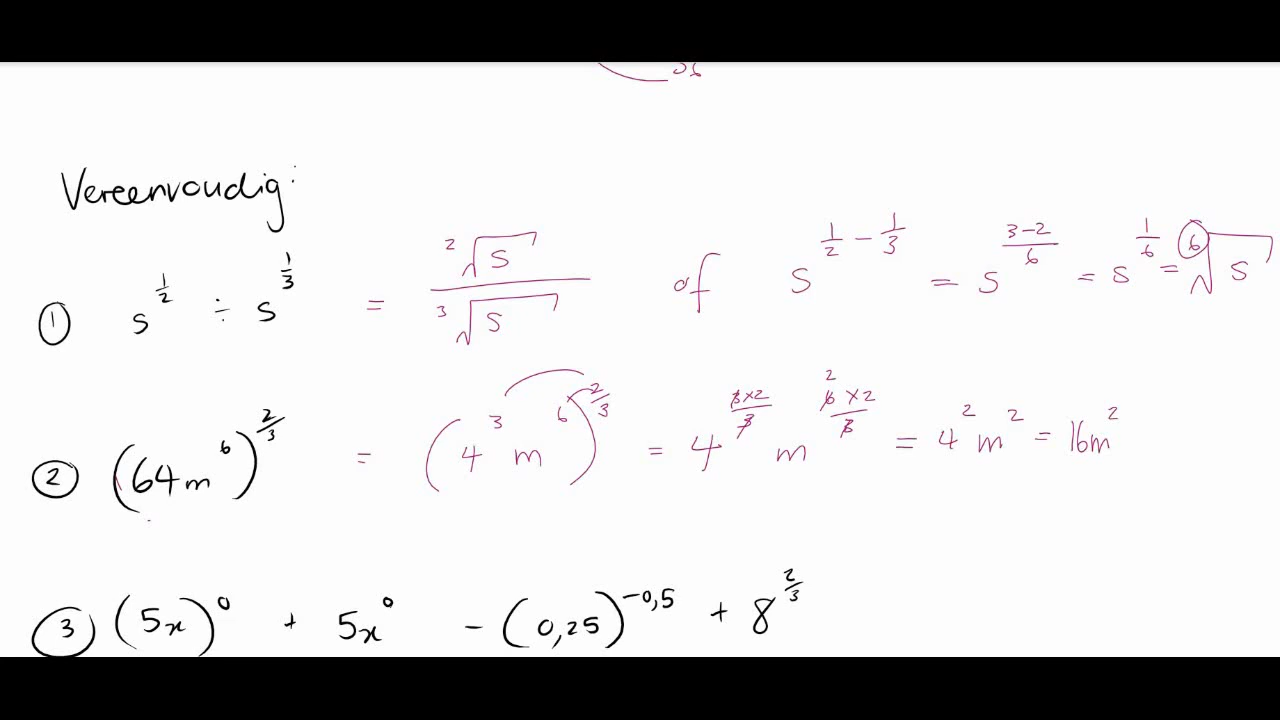 Vereenvoudig:
① s^(1/2) ÷ s^(1/3) = ²√s / ³√s of s^(1/2 − 1/3) = s^((3−2)/6) = s^(1/6) = ⁶√s
② (64m⁶)^(2/3) = (4³ m⁶)^(2/3) = 4^((3×2)/3) m^((6×2)/3) 2 = 4² m² = 16m²
③ (5x)⁰ + 5x⁰ − (0,25)^(−0,5) + 8^(2/3)